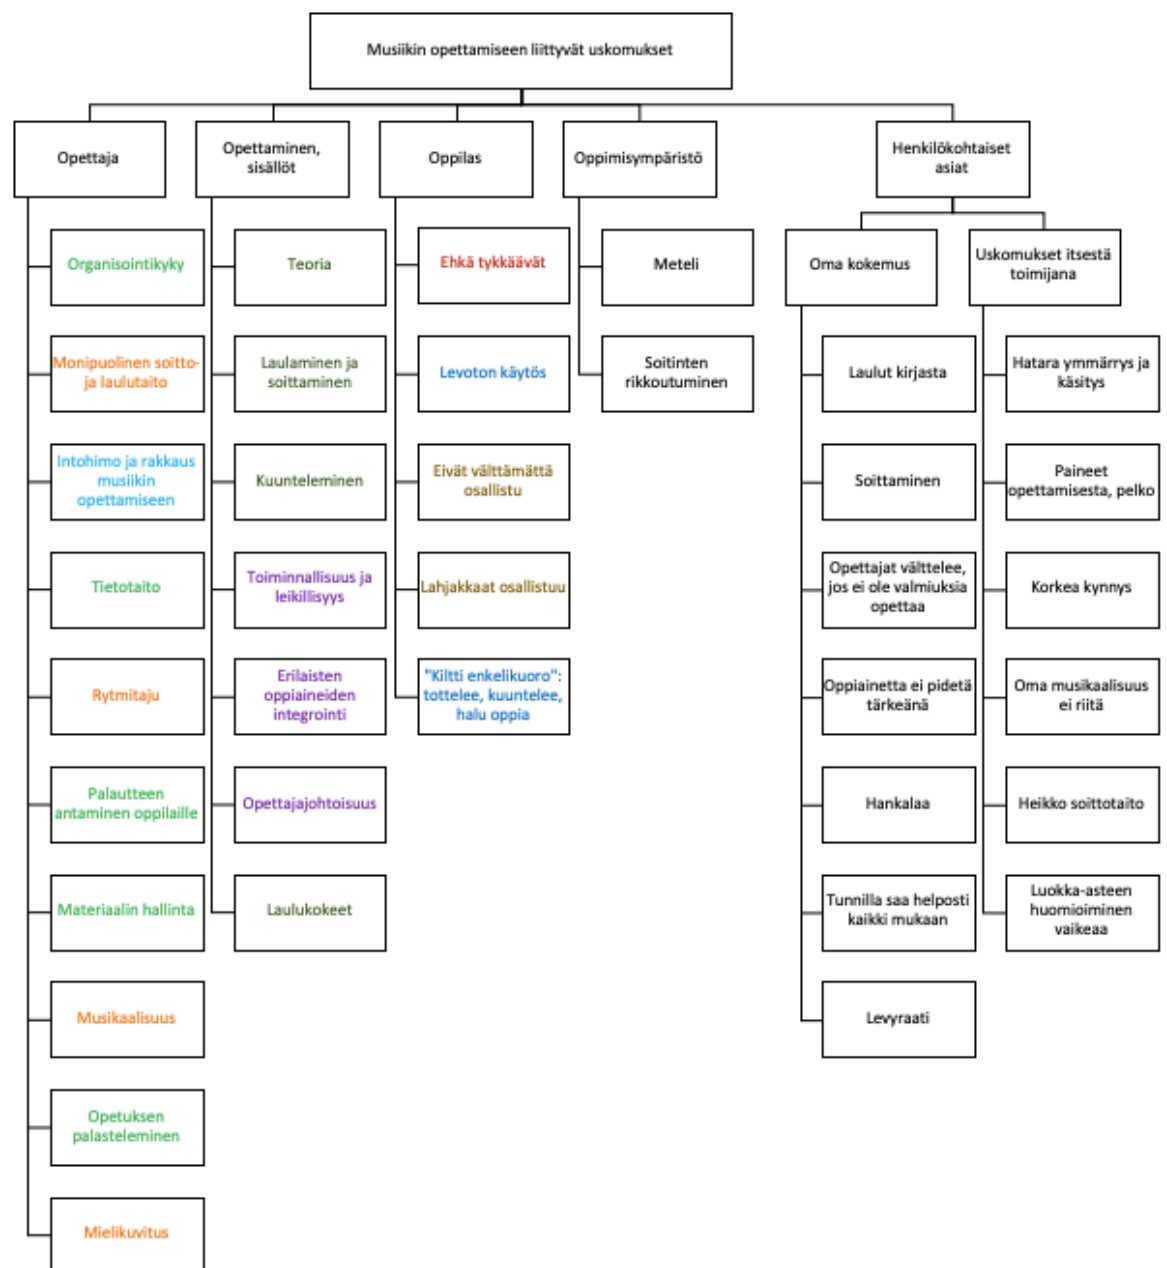 Musiikin opettamiseen liittyvät uskomukset
Opettaja
Organisointikyky
Monipuolinen soitto-
ja laulutaito
Intohimo ja rakkaus
musiikin
opettamiseen
Tietotaito
Rytmitaju
Palautteen
antaminen oppilaille
Materiaalin hallinta
Musikaalisuus
Opetuksen
palasteleminen
Mielikuvitus
Opettaminen,
sisällöt
Teoria
Laulaminen ja
soittaminen
Kuunteleminen
Toiminnallisuus ja
leikillisyys
Erilaisten
oppiaineiden
integrointi
Opettajajohtoisuus
Laulukokeet
Oppilas
Ehkä tykkäävät
Levoton käytös
Eivät välttämättä
osallistu
Lahjakkaat osallistuu
"Kiltti enkelikuoro":
tottelee, kuuntelee,
halu oppia
Oppimisympäristö
Meteli
Soitinten
rikkoutuminen
Henkilökohtaiset
asiat
Oma kokemus
Laulut kirjasta
Soittaminen
Opettajat välttelee,
jos ei ole valmiuksia
opettaa
Oppiainetta ei pidetä
tärkeänä
Hankalaa
Tunnilla saa helposti
kaikki mukaan
Levyraati
Uskomukset itsestä
toimijana
Hatara ymmärrys ja
käsitys
Paineet
opettamisesta, pelko
Korkea kynnys
Oma musikaalisuus
ei riitä
Heikko soittotaito
Luokka-asteen
huomioiminen
vaikeaa